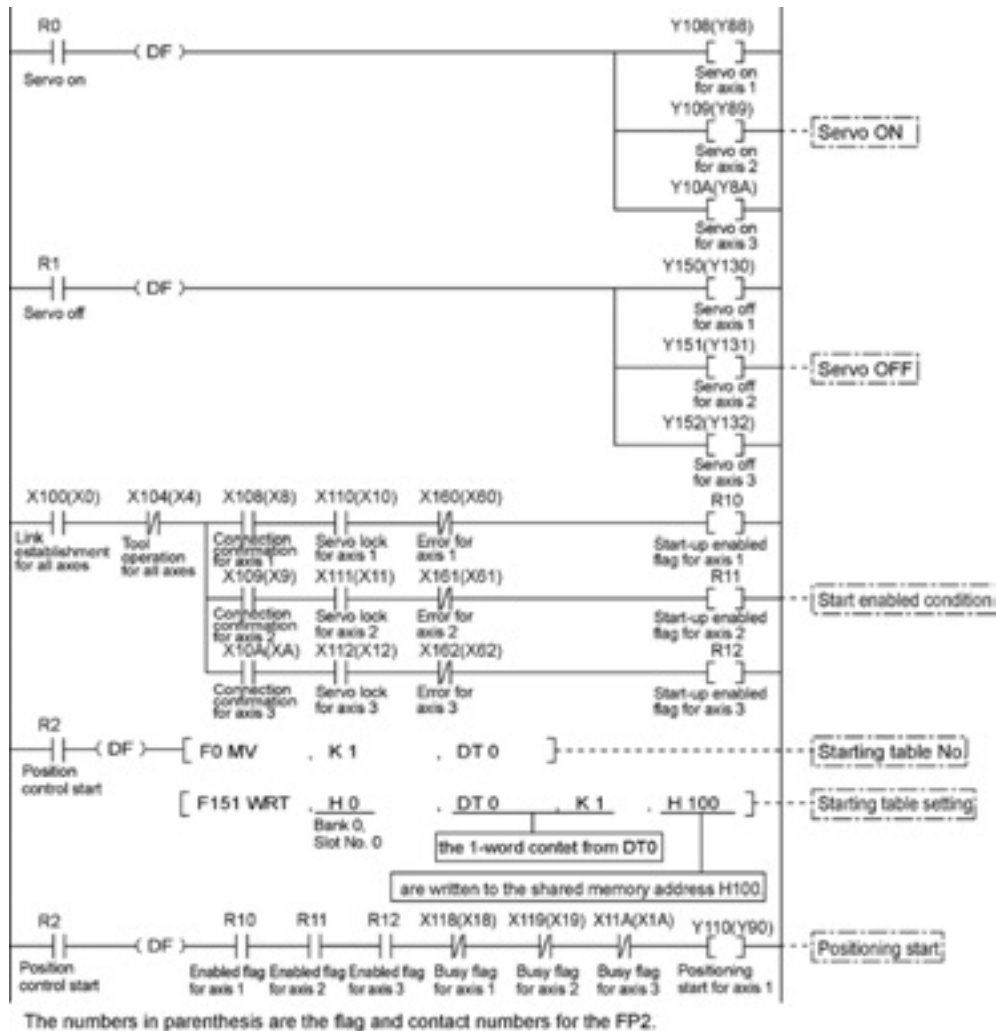 R0
Y108(Y88)
( DF )
Servo on
Servo on
for axis 1
Y109(Y89)
Servo on
for axis 2
Servo ON
Y10A(Y8A)
Servo on
for axis 3
R1
Y150(Y130)
( DF )
Servo off
Servo off
for axis 1
Y151(Y131)
Servo off
for axis 2
Servo OFF
Y152(Y132)
Servo off
for axis 3
X100(X0) X104(X4) X108(X8) X110(X10) X160(X60) R10
Link
establishment
for all axes
Tool
operation
for all axes
Connection
confirmation
for axis 1
Servo lock
for axis 1
Error for
axis 1
Start-up enabled
flag for axis 1
X109(X9) X111(X11) X161(X61) R11
Connection
confirmation
for axis 2
Servo lock
for axis 2
Error for
axis 2
Start-up enabled
flag for axis 2
Start enabled condition
X10A(XA) X112(X12) X162(X62) R12
Connection
confirmation
for axis 3
Servo lock
for axis 3
Error for
axis 3
Start-up enabled
flag for axis 3
R2
( DF ) [ F0 MV , K 1 , DT 0 ]
Starting table No.
Position
control start
[ F151 WRT , H 0 , DT 0 , K 1 , H 100 ]
Starting table setting
Bank 0,
Slot No. 0
the 1-word contet from DT0
are written to the shared memory address H100.
R2 R10 R11 R12 X118(X18) X119(X19) X11A(X1A) Y110(Y90)
( DF )
Positioning start
Position
control start
Enabled flag
for axis 1
Enabled flag
for axis 2
Enabled flag
for axis 3
Busy flag
for axis 1
Busy flag
for axis 2
Busy flag
for axis 3
Positioning
start for axis 1
The numbers in parenthesis are the flag and contact numbers for the FP2.